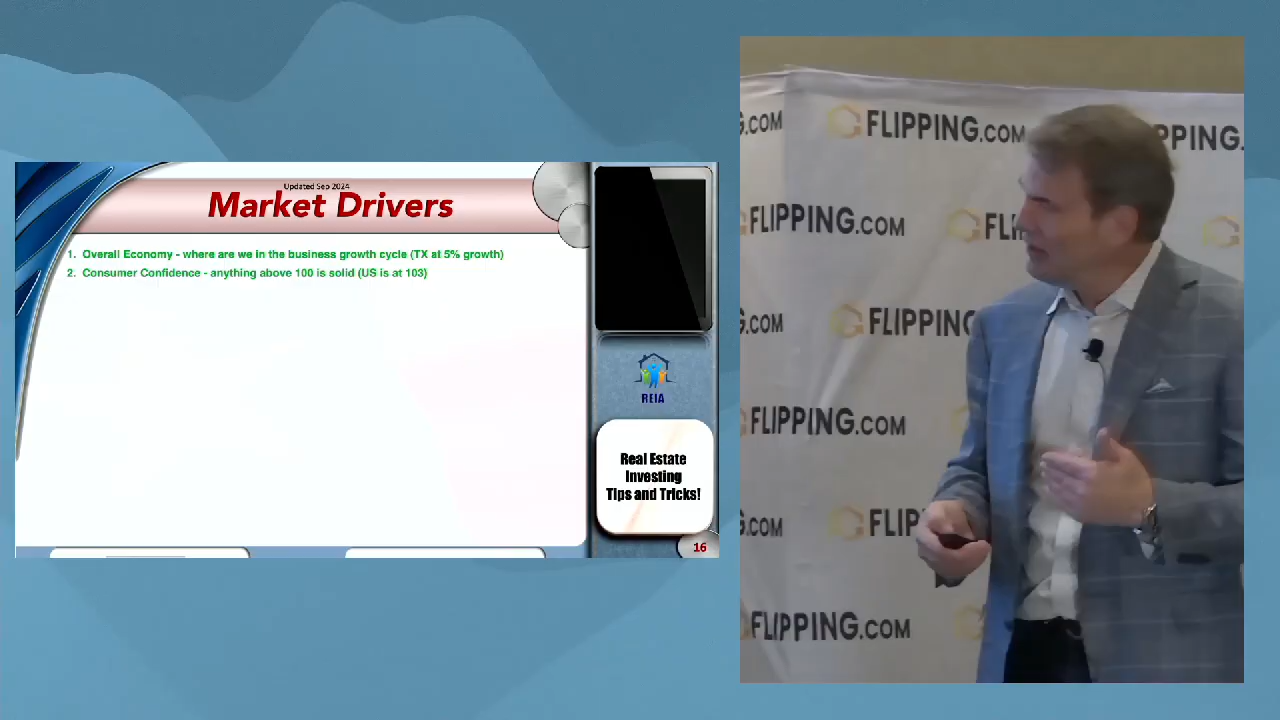 Updated Sep 2024
Market Drivers
1. Overall Economy - where are we in the business growth cycle (TX at 5% growth)
2. Consumer Confidence - anything above 100 is solid (US is at 103)
REIA
Real Estate
Investing
Tips and Tricks!
16
G.COM FLIPPING.COM PPING.
FLIPPING.COM FLI
G.COM FLIPPING
FLIPPING.COM
G.COM FLIP
FLIPPING.COM